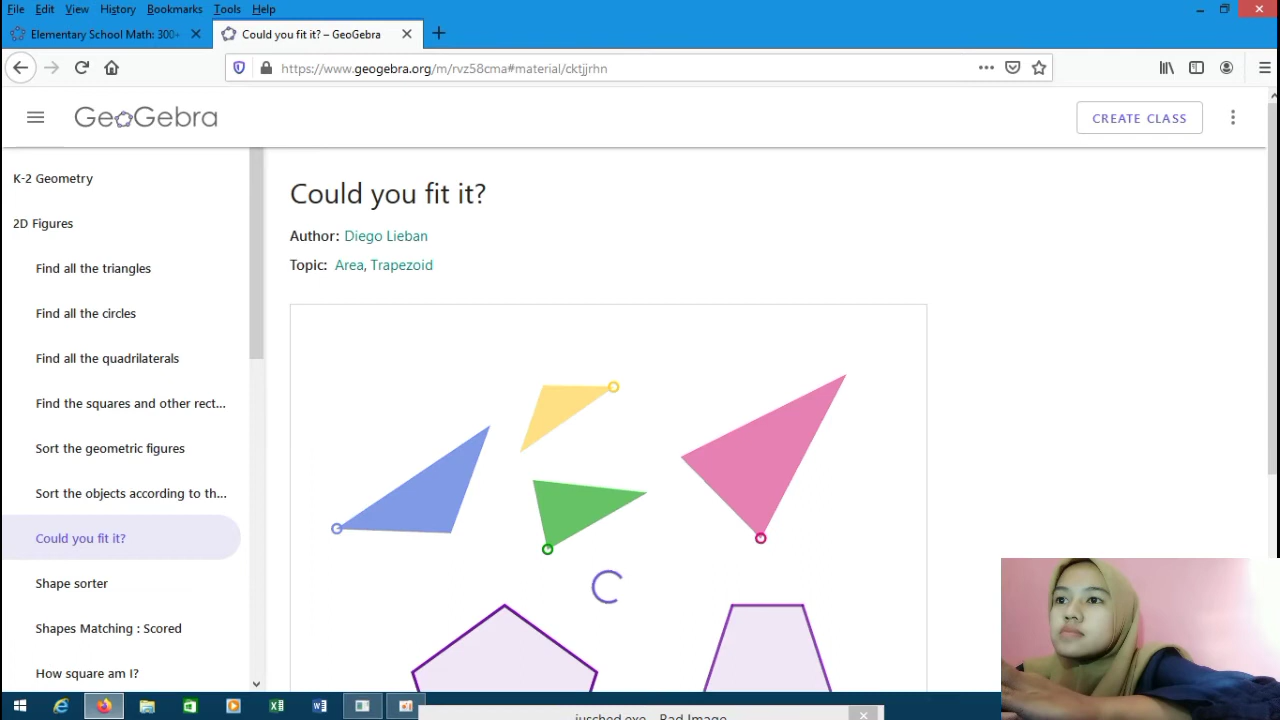 File Edit View History Bookmarks Tools Help
Elementary School Math: 300+
Could you fit it? – GeoGebra
https://www.geogebra.org/m/rvz58cma#material/cktjjrhn
GeoGebra
CREATE CLASS
K-2 Geometry
2D Figures
Find all the triangles
Find all the circles
Find all the quadrilaterals
Find the squares and other rect...
Sort the geometric figures
Sort the objects according to th...
Could you fit it?
Shape sorter
Shapes Matching : Scored
How square am I?
Could you fit it?
Author: Diego Lieban
Topic: Area, Trapezoid
jusched.exe - Bad Image